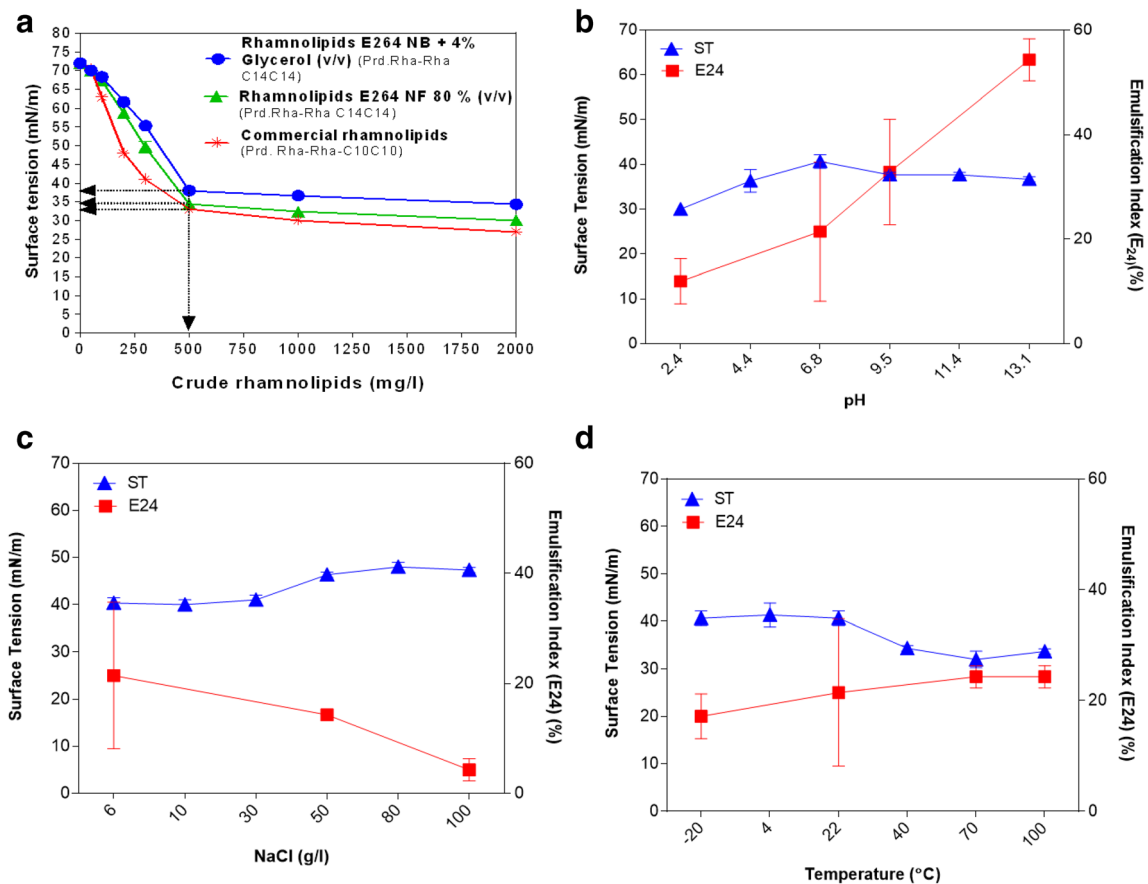 a
80
75
70
65
60
55
50
45
40
35
30
25
20
15
10
5
0
Surface Tension (mN/m)
Rhamnolipids E264 NB + 4%
Glycerol (v/v) (Prd.Rha-Rha
C14C14)
Rhamnolipids E264 NF 80 % (v/v)
(Prd.Rha-Rha C14C14)
Commercial rhamnolipids
(Prd. Rha-Rha-C10C10)
0 250 500 750 1000 1250 1500 1750 2000
Crude rhamnolipids (mg/l)
b
70
60
50
40
30
20
10
0
Surface Tension (mN/m)
ST
E24
60
40
20
0
Emulsification Index (E24)(%)
2.4 4.4 6.8 9.5 11.4 13.1
pH
c
70
60
50
40
30
20
10
0
Surface Tension (mN/m)
ST
E24
60
40
20
0
Emulsification Index (E24) (%)
6 10 30 50 80 100
NaCl (g/l)
d
70
60
50
40
30
20
10
0
Surface Tension (mN/m)
ST
E24
60
40
20
0
Emulsification Index (E24) (%)
-20 4 22 40 70 100
Temperature (°C)